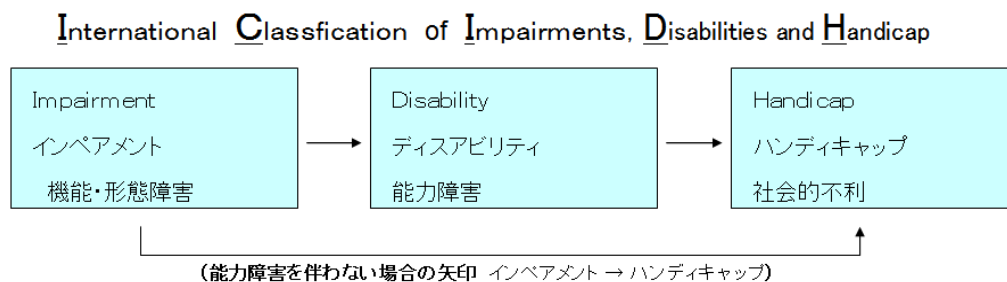 International Classfication of Impairments, Disabilities and Handicap
Impairment
インペアメント
機能・形態障害
Disability
ディスアビリティ
能力障害
Handicap
ハンディキャップ
社会的不利
(能力障害を伴わない場合の矢印 インペアメント → ハンディキャップ)